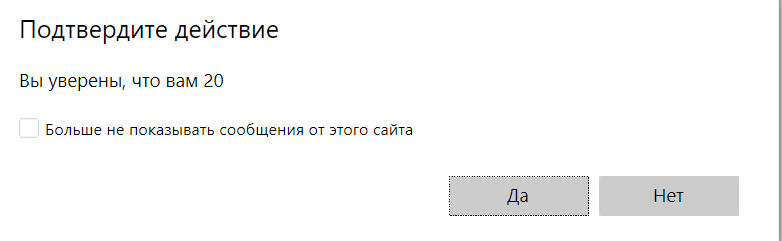 Подтвердите действие
Вы уверены, что вам 20
Больше не показывать сообщения от этого сайта
Да Нет